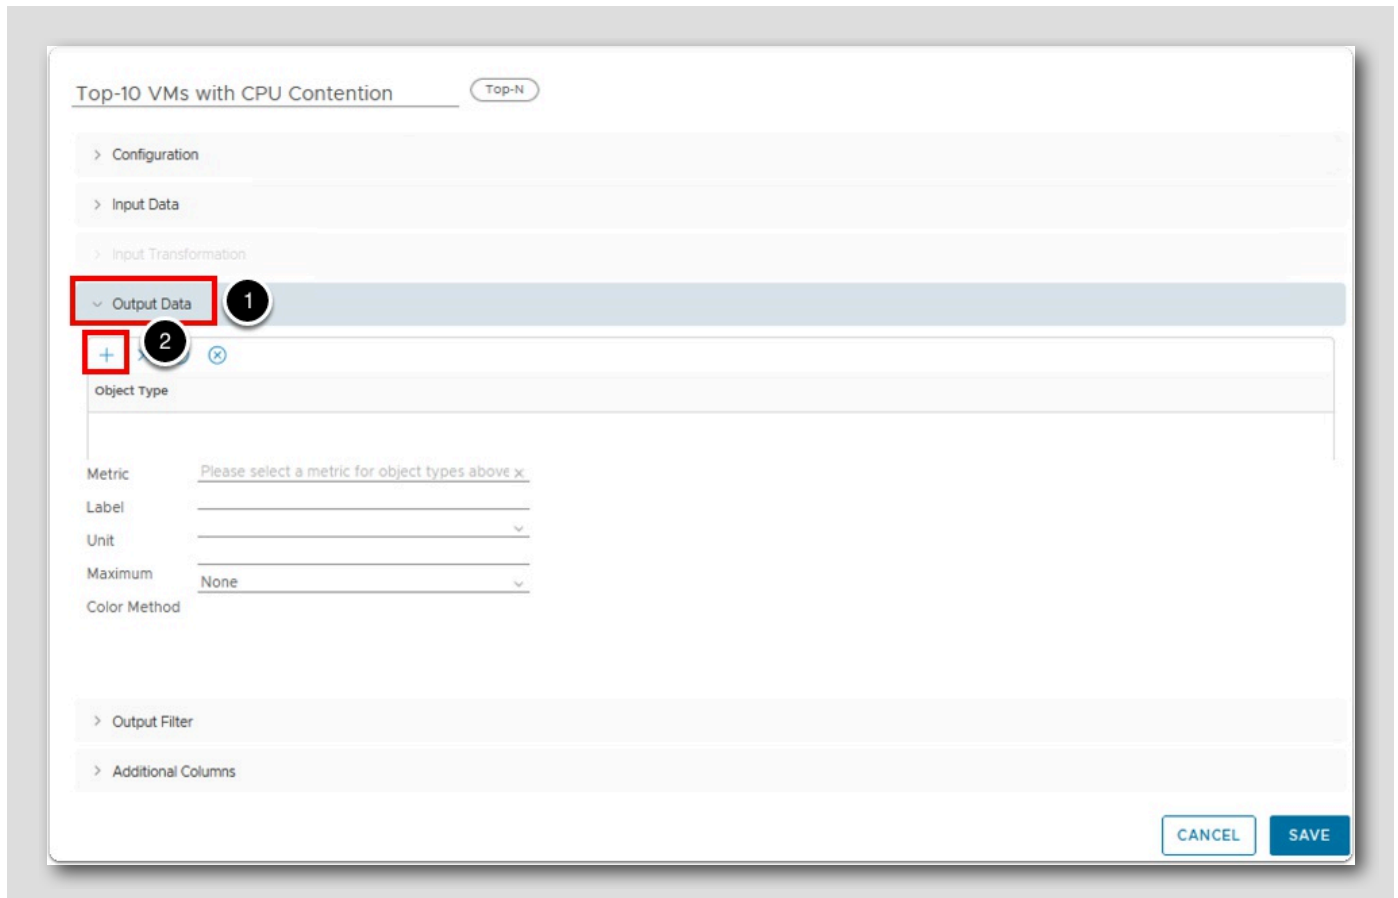 Top-10 VMs with CPU Contention
Top-N
Configuration
Input Data
Input Transformation
Output Data
1
2
Object Type
Metric
Please select a metric for object types above
Label
Unit
Maximum
None
Color Method
Output Filter
Additional Columns
CANCEL
SAVE